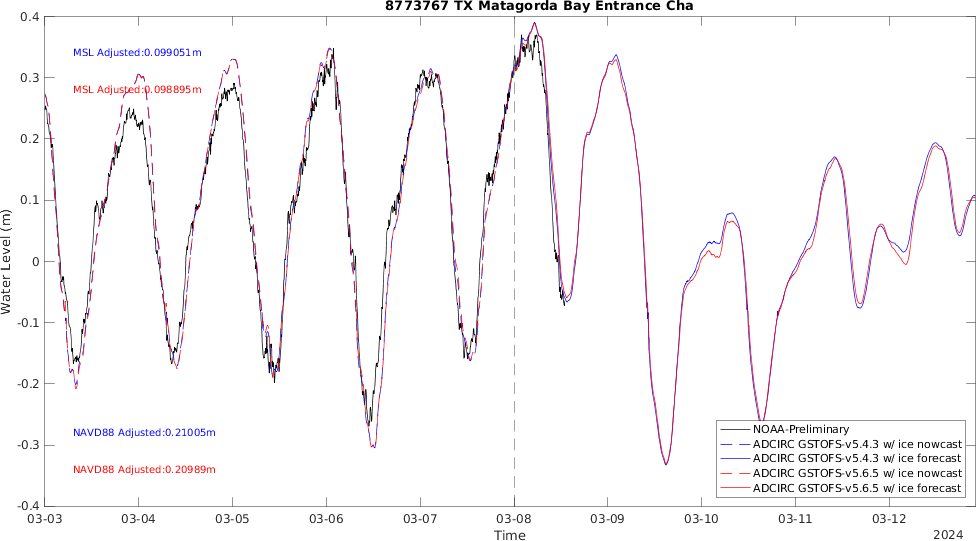 8773767 TX Matagorda Bay Entrance Cha
0.4
0.3
0.2
0.1
0
-0.1
-0.2
-0.3
-0.4
Water Level (m)
MSL Adjusted:0.099051m
MSL Adjusted:0.098895m
NAVD88 Adjusted:0.21005m
NAVD88 Adjusted:0.20989m
NOAA-Preliminary
ADCIRC GSTOFS-v5.4.3 w/ ice nowcast
ADCIRC GSTOFS-v5.4.3 w/ ice forecast
ADCIRC GSTOFS-v5.6.5 w/ ice nowcast
ADCIRC GSTOFS-v5.6.5 w/ ice forecast
03-03 03-04 03-05 03-06 03-07 03-08 03-09 03-10 03-11 03-12
Time
2024